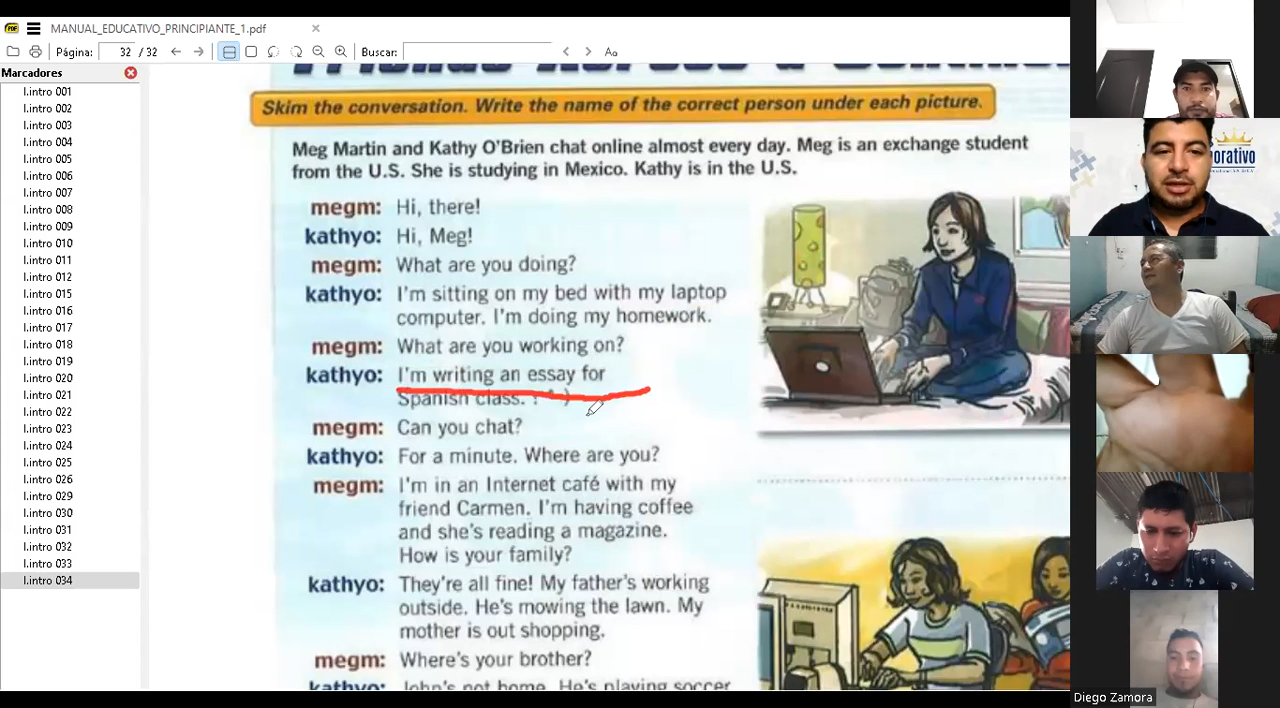 MANUAL_EDUCATIVO_PRINCIPIANTE_1.pdf
Página: 32 / 32 Buscar: Aa
Marcadores
I.intro 001
I.intro 002
I.intro 003
I.intro 004
I.intro 005
I.intro 006
I.intro 007
I.intro 008
I.intro 009
I.intro 010
I.intro 011
I.intro 012
I.intro 015
I.intro 016
I.intro 017
I.intro 018
I.intro 019
I.intro 020
I.intro 021
I.intro 022
I.intro 023
I.intro 024
I.intro 025
I.intro 026
I.intro 029
I.intro 030
I.intro 031
I.intro 032
I.intro 033
I.intro 034
Skim the conversation. Write the name of the correct person under each picture.
Meg Martin and Kathy O'Brien chat online almost every day. Meg is an exchange student
from the U.S. She is studying in Mexico. Kathy is in the U.S.
megm: Hi, there!
kathyo: Hi, Meg!
megm: What are you doing?
kathyo: I'm sitting on my bed with my laptop
computer. I'm doing my homework.
megm: What are you working on?
kathyo: I'm writing an essay for
Spanish class.
megm: Can you chat?
kathyo: For a minute. Where are you?
megm: I'm in an Internet café with my
friend Carmen. I'm having coffee
and she's reading a magazine.
How is your family?
kathyo: They're all fine! My father's working
outside. He's mowing the lawn. My
mother is out shopping.
megm: Where's your brother?
kathyo: John's not home. He's playing soccer
orativo
Diego Zamora